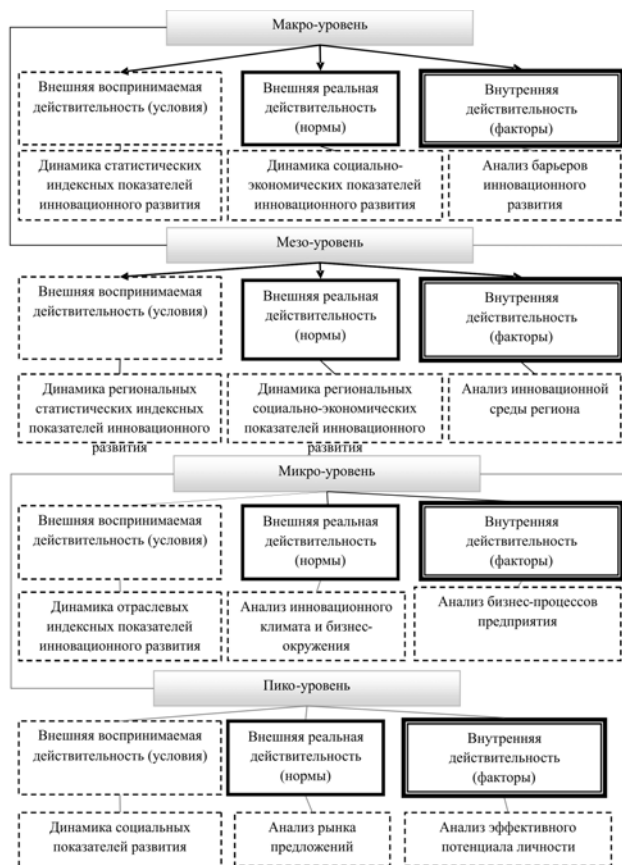 Макро-уровень
Внешняя воспринимаемая
действительность (условия)
Внешняя реальная
действительность
(нормы)
Внутренняя
действительность
(факторы)
Динамика статистических
индексных показателей
инновационного развития
Динамика социально-
экономических показателей
инновационного развития
Анализ барьеров
инновационного
развития
Мезо-уровень
Внешняя воспринимаемая
действительность (условия)
Внешняя реальная
действительность
(нормы)
Внутренняя
действительность
(факторы)
Динамика региональных
статистических индексных
показателей инновационного
развития
Динамика региональных
социально-экономических
показателей инновационного
развития
Анализ инновационной
среды региона
Микро-уровень
Внешняя воспринимаемая
действительность (условия)
Внешняя реальная
действительность
(нормы)
Внутренняя
действительность
(факторы)
Динамика отраслевых
индексных показателей
инновационного развития
Анализ инновационного
климата и бизнес-
окружения
Анализ бизнес-процессов
предприятия
Пико-уровень
Внешняя воспринимаемая
действительность (условия)
Внешняя реальная
действительность
(нормы)
Внутренняя
действительность
(факторы)
Динамика социальных
показателей развития
Анализ рынка
предложений
Анализ эффективного
потенциала личности